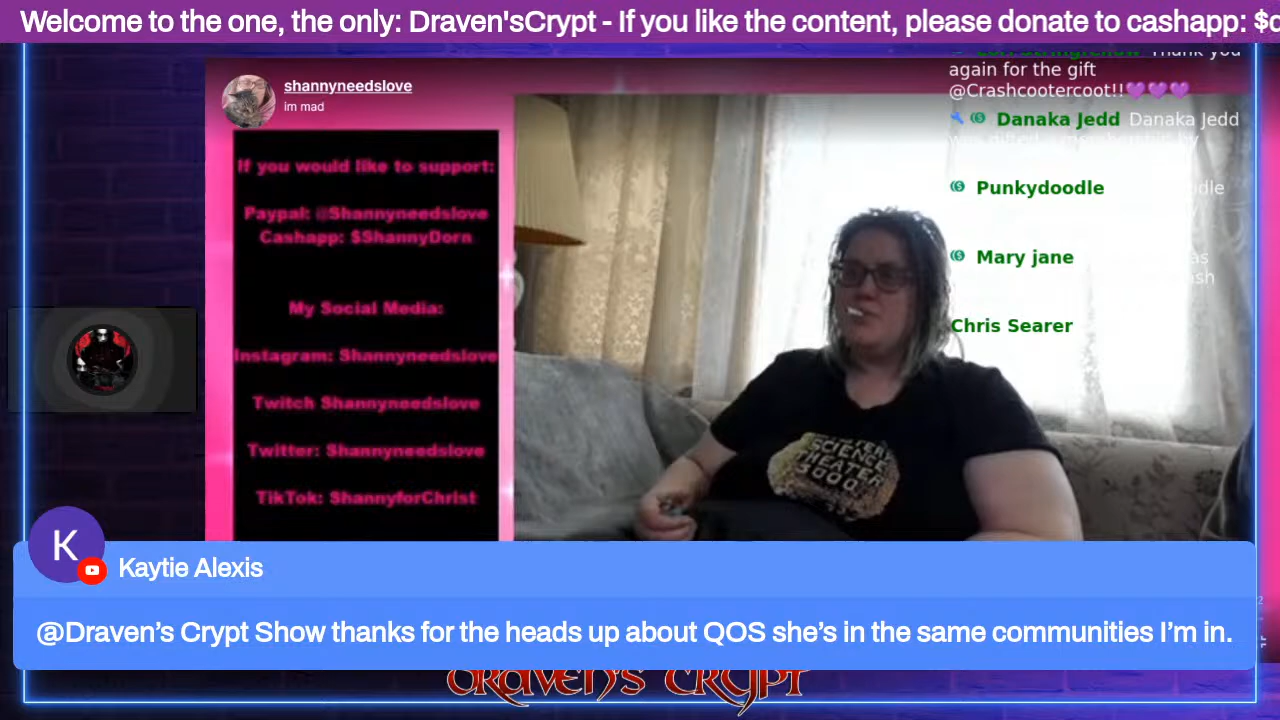 Welcome to the one, the only: Draven'sCrypt - If you like the content, please donate to cashapp:
shannyneedslove
im mad
If you would like to support:
Paypal: @Shannyneedslove
Cashapp: $ShannyDorn
My Social Media:
Instagram: Shannyneedslove
Twitch Shannyneedslove
Twitter: Shannyneedslove
TikTok: ShannyforChrist
Thank you
again for the gift
@Crashcootercoot!!💜💜💜
Danaka Jedd Danaka Jedd
Punkydoodle
Mary jane
Chris Searer
SCIENCE
THEATER
3000
K
Kaytie Alexis
@Draven’s Crypt Show thanks for the heads up about QOS she’s in the same communities I’m in.
DRAVEN'S CRYPT